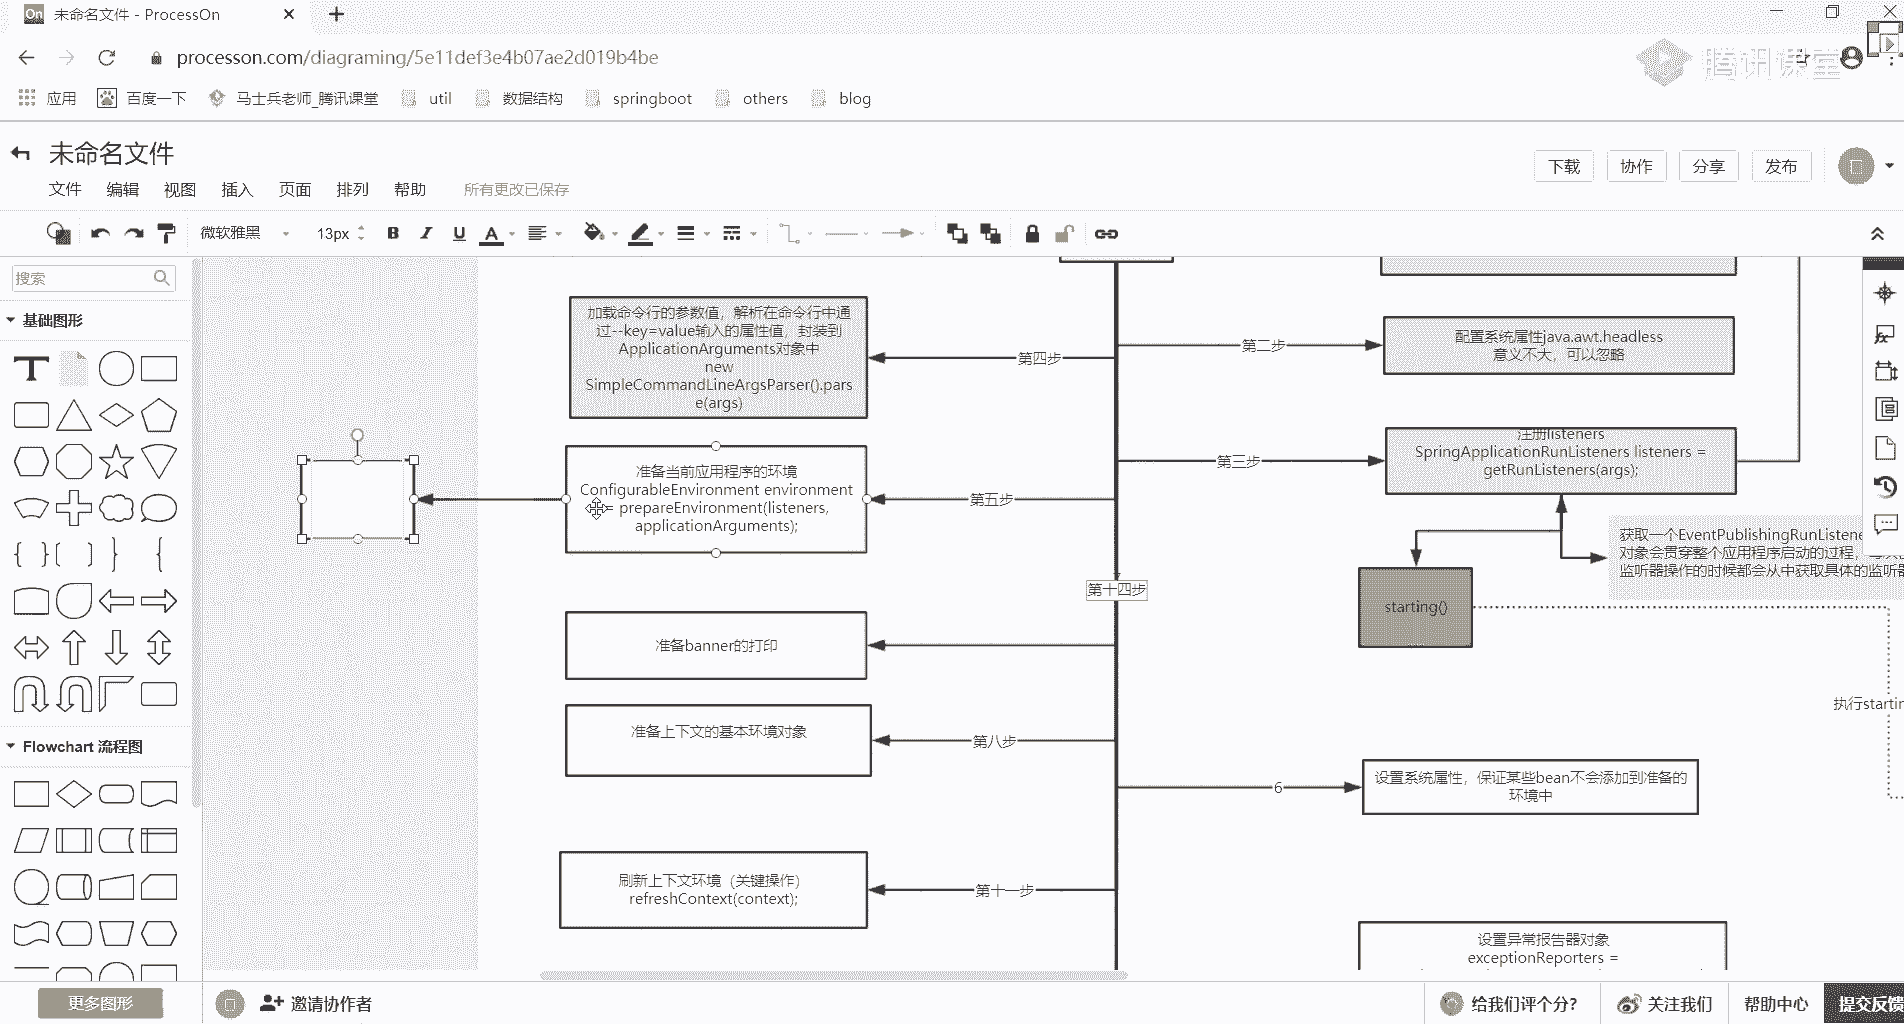 On 未命名文件 - ProcessOn
processon.com/diagraming/5e11def3e4b07ae2d019b4be
腾讯课堂
应用 百度一下 马士兵老师_腾讯课堂 util 数据结构 springboot others blog
未命名文件
下载 协作 分享 发布
文件 编辑 视图 插入 页面 排列 帮助 所有更改已保存
微软雅黑 13px B I U A
搜索
基础图形
T
Flowchart 流程图
更多图形
加载命令行的参数值，解析在命令行中通
过--key=value输入的属性值，封装到
ApplicationArguments对象中
new
SimpleCommandLineArgsParser().pars
e(args)
第四步
第二步
配置系统属性java.awt.headless
意义不大，可以忽略
准备当前应用程序的环境
ConfigurableEnvironment environment
= prepareEnvironment(listeners,
applicationArguments);
第五步
第三步
注册listeners
SpringApplicationRunListeners listeners =
getRunListeners(args);
获取一个EventPublishingRunListene
对象会贯穿整个应用程序启动的过程，
监听器操作的时候都会从中获取具体的监听器
第十四步
starting()
准备banner的打印
执行startin
准备上下文的基本环境对象
第八步
6
设置系统属性，保证某些bean不会添加到准备的
环境中
刷新上下文环境（关键操作）
refreshContext(context);
第十一步
设置异常报告器对象
exceptionReporters =
邀请协作者
给我们评个分？ 关注我们 帮助中心 提交反馈